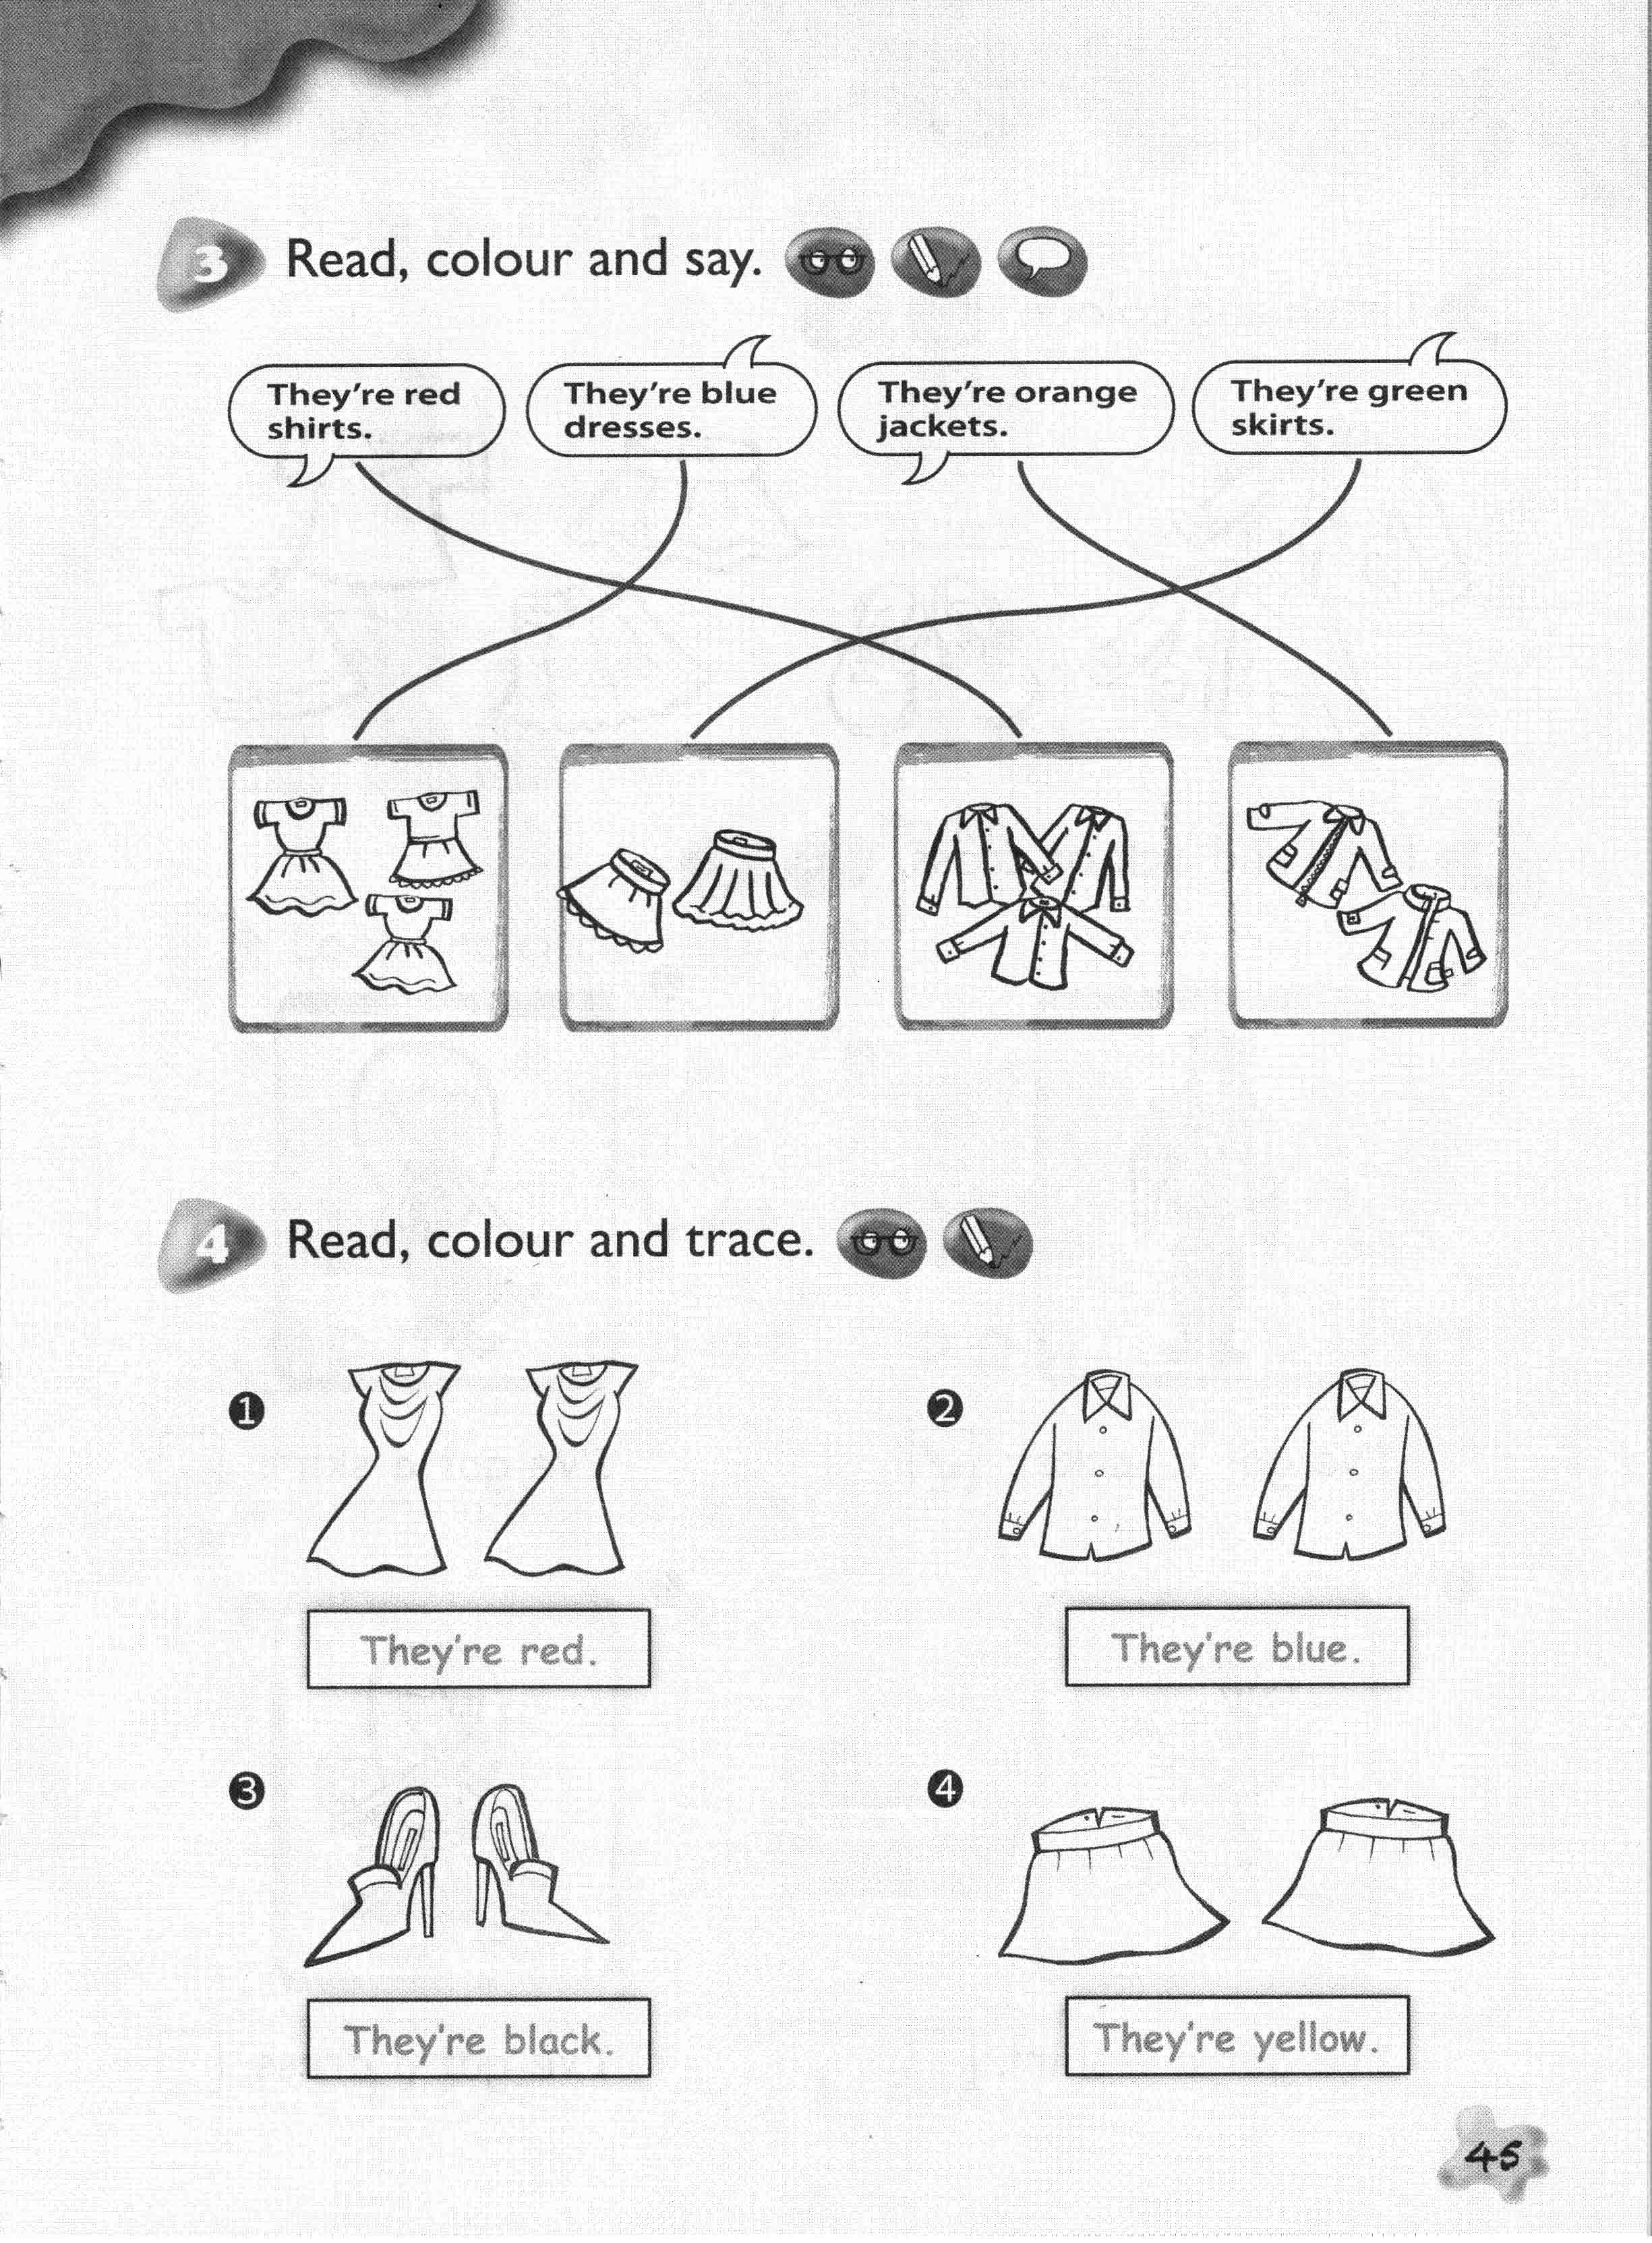 3 Read, colour and say.
They're red
shirts.
They're blue
dresses.
They're orange
jackets.
They're green
skirts.
4 Read, colour and trace.
1
They're red.
2
They're blue.
3
They're black.
4
They're yellow.
45